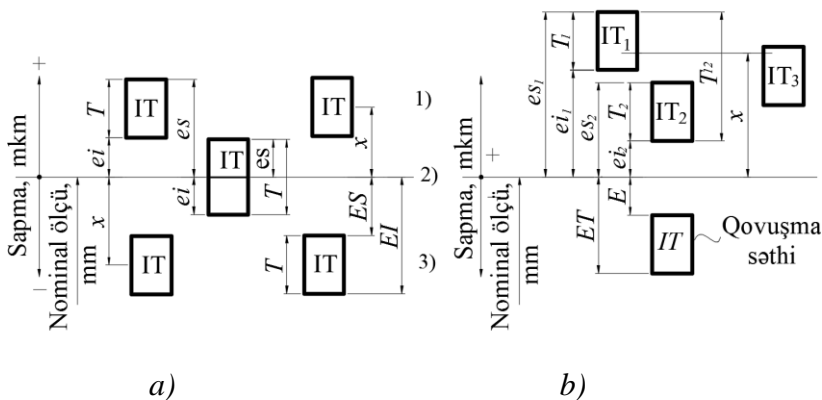 +
Sapma, mkm
–
Nominal ölçü,
mm
T
ei
IT
es
x
IT
IT
ei
es
T
IT
x
ES
EI
T
IT
1)
2)
3)
a)
Sapma, mkm
+
Nominal ölçü,
mm
es₁
T₁
ei₁
IT₁
es₂
T₂
ei₂
IT₂
T₁₂
x
IT₃
ET
E
IT
Qovuşma
səthi
b)